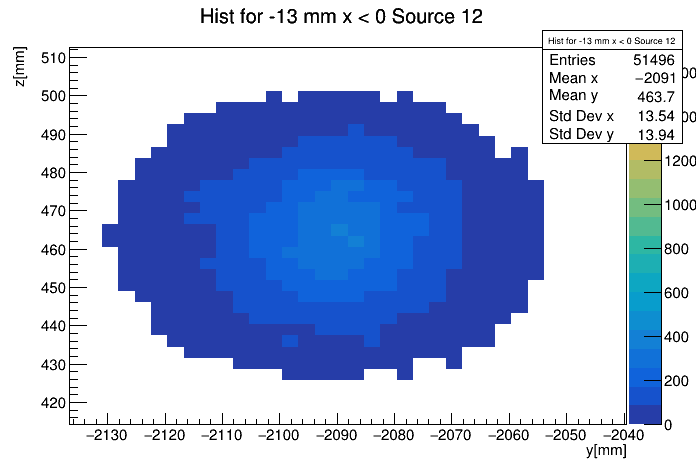 Hist for -13 mm x < 0 Source 12
Hist for -13 mm x < 0 Source 12
Entries 51496
Mean x −2091
Mean y 463.7
Std Dev x 13.54
Std Dev y 13.94
z[mm]
510
500
490
480
470
460
450
440
430
420
1200
1000
800
600
400
200
0
−2130 −2120 −2110 −2100 −2090 −2080 −2070 −2060 −2050 −2040
y[mm]